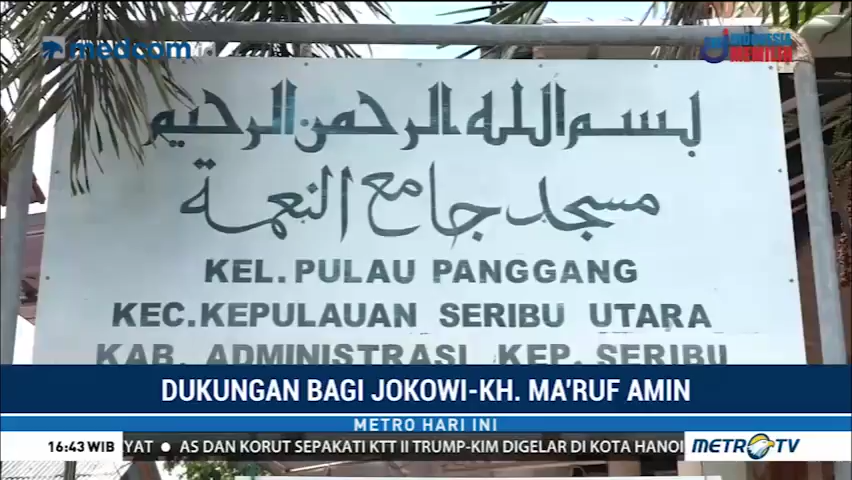 medcom.id
INDONESIA
MEMILIH
بسم الله الرحمن الرحيم
مسجد جامع النعمة
KEL. PULAU PANGGANG
KEC. KEPULAUAN SERIBU UTARA
KAB. ADMINISTRASI KEP. SERIBU
DUKUNGAN BAGI JOKOWI-KH. MA'RUF AMIN
METRO HARI INI
16:43 WIB YAT ● AS DAN KORUT SEPAKATI KTT II TRUMP-KIM DIGELAR DI KOTA HANOI METRO TV